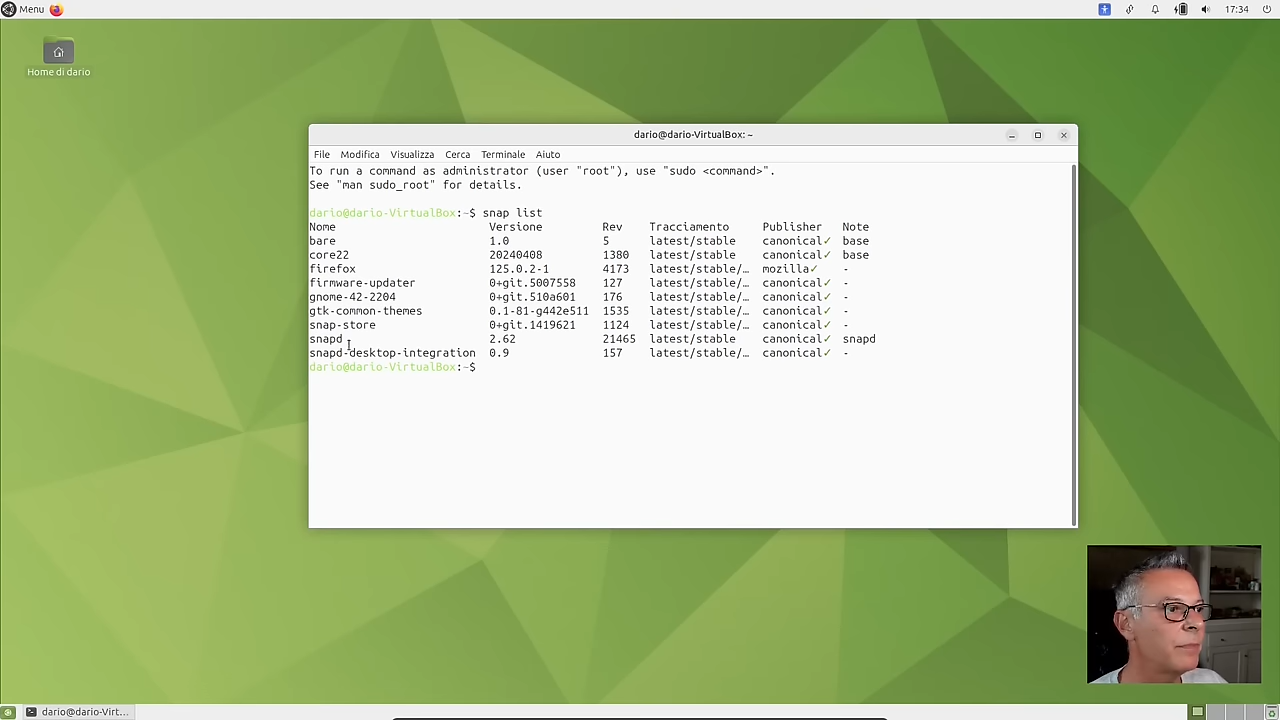 Menu
17:34
Home di dario
dario@dario-VirtualBox: ~
File Modifica Visualizza Cerca Terminale Aiuto
To run a command as administrator (user "root"), use "sudo <command>".
See "man sudo_root" for details.
dario@dario-VirtualBox:~$ snap list
Nome Versione Rev Tracciamento Publisher Note
bare 1.0 5 latest/stable canonical✓ base
core22 20240408 1380 latest/stable canonical✓ base
firefox 125.0.2-1 4173 latest/stable/… mozilla✓ -
firmware-updater 0+git.5007558 127 latest/stable/… canonical✓ -
gnome-42-2204 0+git.510a601 176 latest/stable/… canonical✓ -
gtk-common-themes 0.1-81-g442e511 1535 latest/stable/… canonical✓ -
snap-store 0+git.1419621 1124 latest/stable/… canonical✓ -
snapd 2.62 21465 latest/stable/… canonical✓ snapd
snapd-desktop-integration 0.9 157 latest/stable/… canonical✓ -
dario@dario-VirtualBox:~$
dario@dario-Virt...